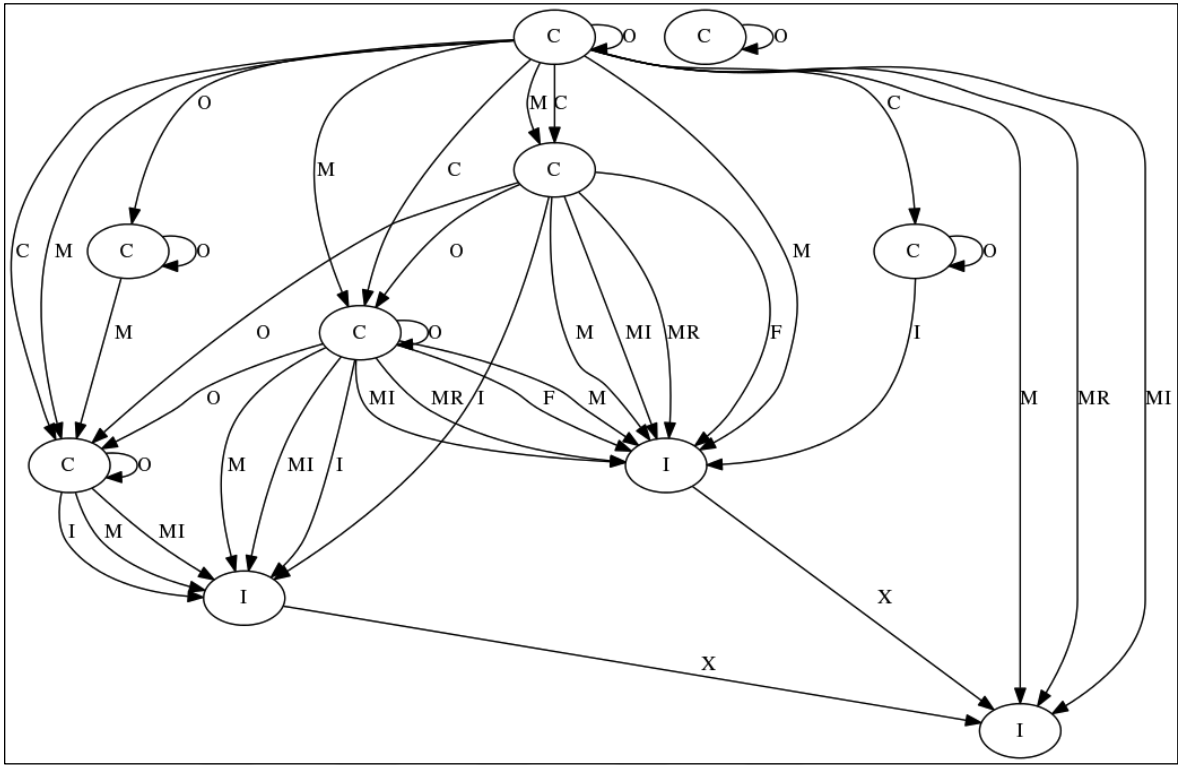 C O C O
O C
M C
M C
C
M
C M C O C O
O
M O M MI MR F I
C O
M MR MI
O MI MR I F M
M MI I
C O I
I M MI
I
X
X
I